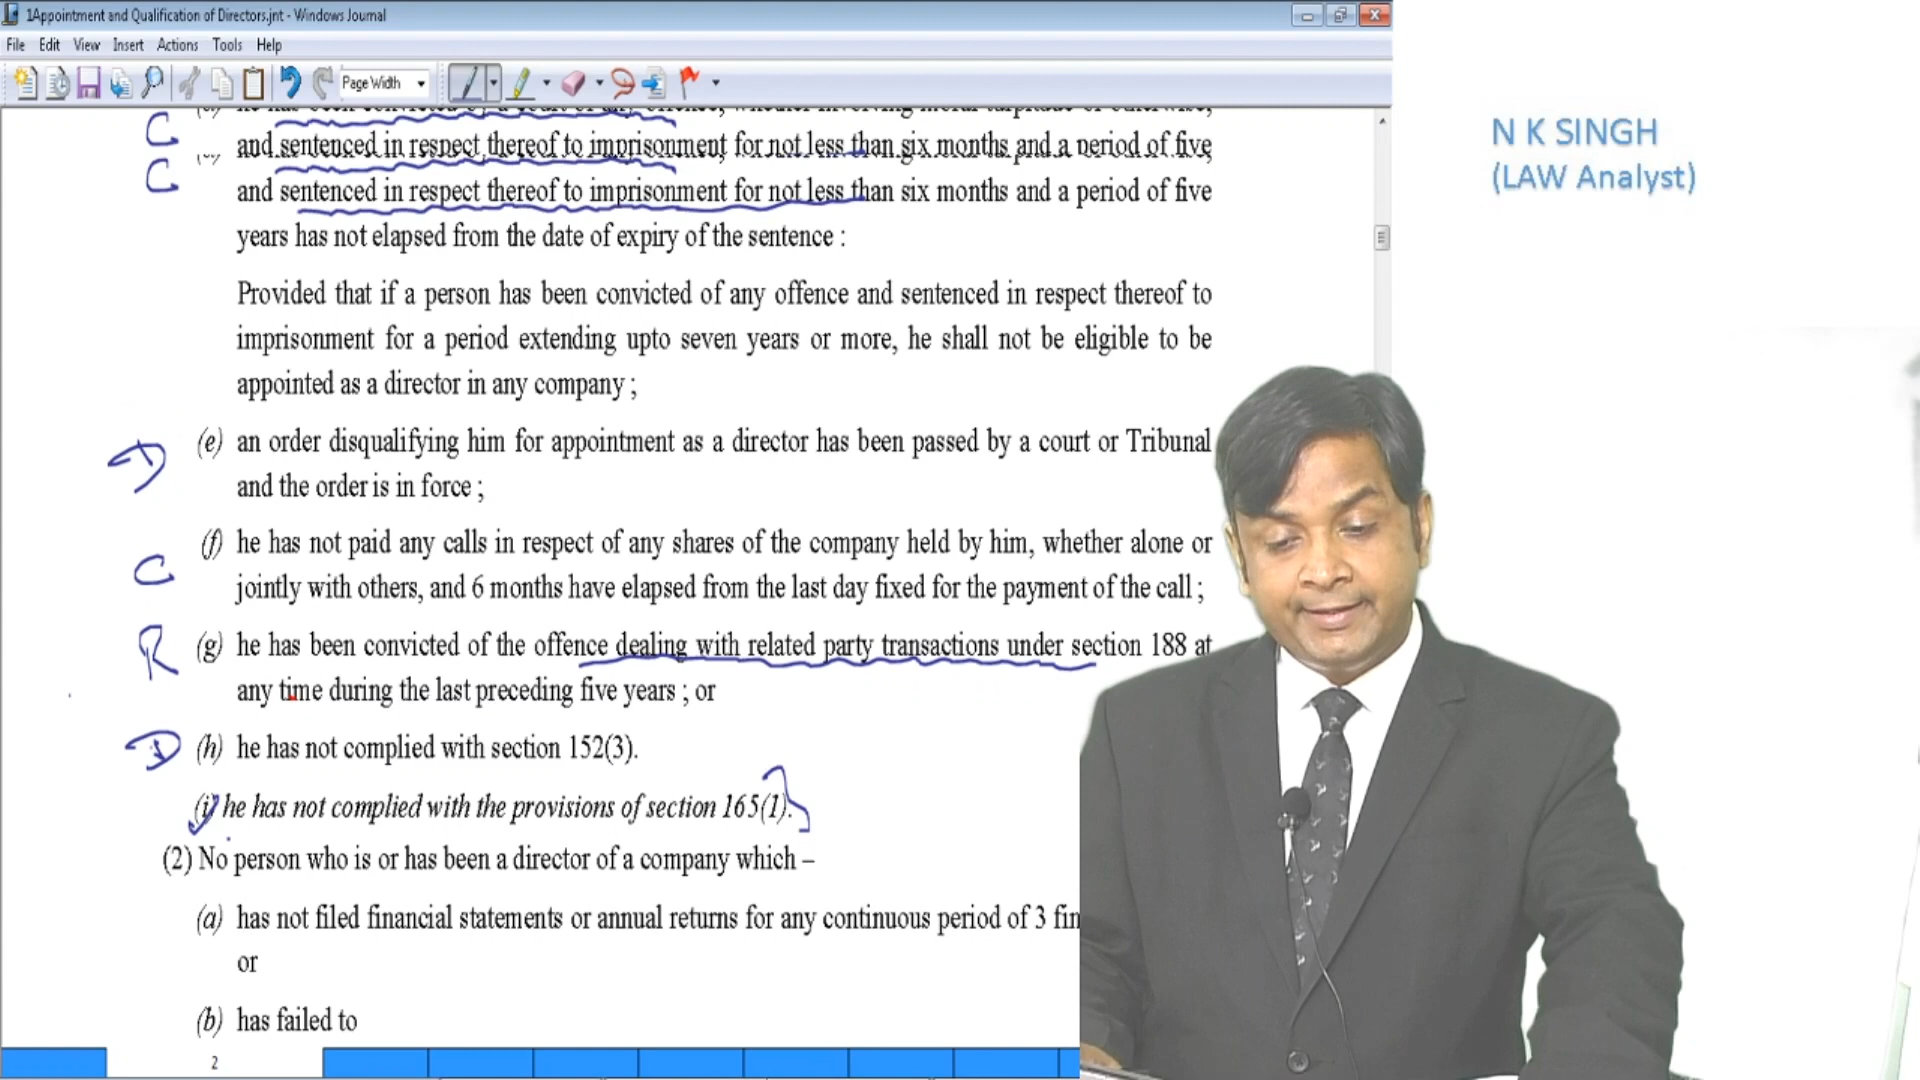 1Appointment and Qualification of Directors.jnt - Windows Journal
File Edit View Insert Actions Tools Help
Page Width
N K SINGH
(LAW Analyst)
C
and sentenced in respect thereof to imprisonment for not less than six months and a period of five
C
and sentenced in respect thereof to imprisonment for not less than six months and a period of five
years has not elapsed from the date of expiry of the sentence :
Provided that if a person has been convicted of any offence and sentenced in respect thereof to
imprisonment for a period extending upto seven years or more, he shall not be eligible to be
appointed as a director in any company ;
D (e) an order disqualifying him for appointment as a director has been passed by a court or Tribunal
and the order is in force ;
C (f) he has not paid any calls in respect of any shares of the company held by him, whether alone or
jointly with others, and 6 months have elapsed from the last day fixed for the payment of the call ;
R (g) he has been convicted of the offence dealing with related party transactions under section 188 at
any time during the last preceding five years ; or
D (h) he has not complied with section 152(3).
(i) he has not complied with the provisions of section 165(1).
(2) No person who is or has been a director of a company which –
(a) has not filed financial statements or annual returns for any continuous period of 3 fin
or
(b) has failed to
2